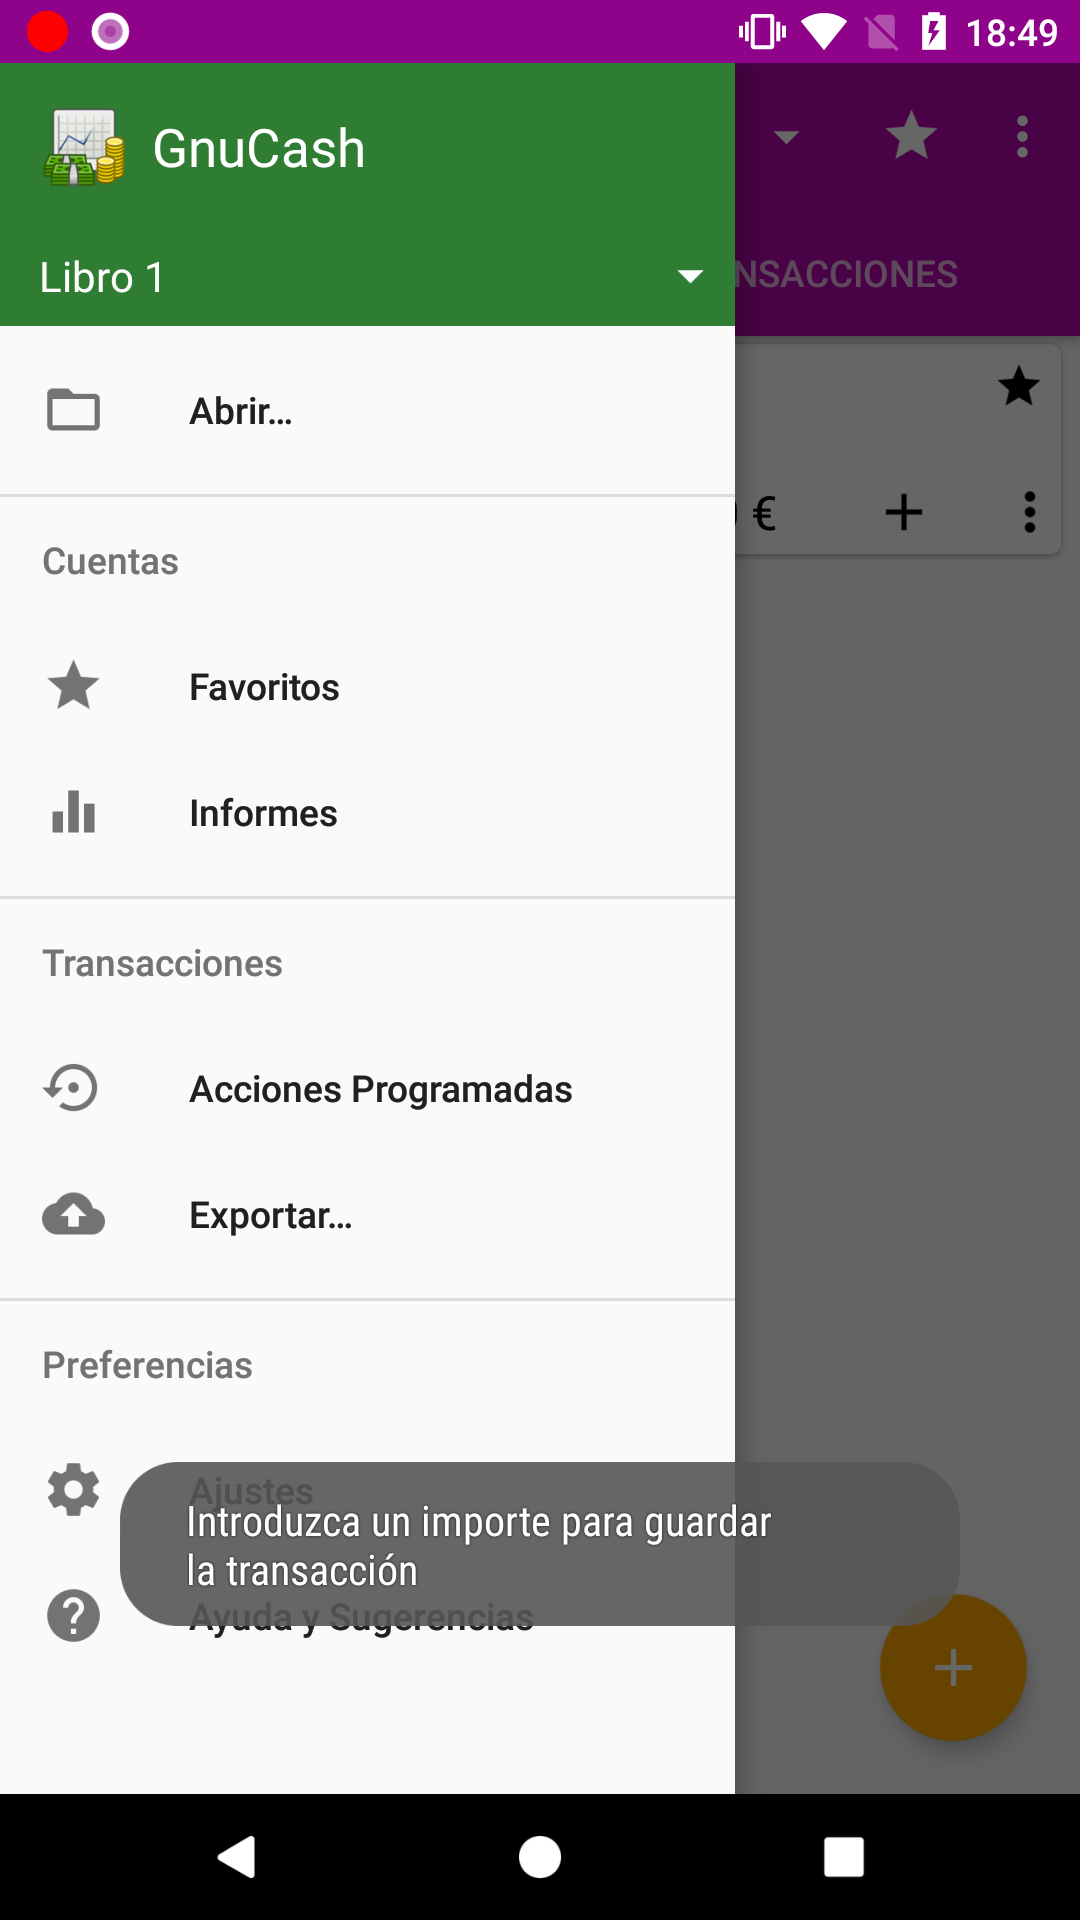 18:49
GnuCash
Libro 1
NSACCIONES
Abrir...
€
Cuentas
Favoritos
Informes
Transacciones
Acciones Programadas
Exportar...
Preferencias
Ajustes
Introduzca un importe para guardar
la transacción
Ayuda y Sugerencias